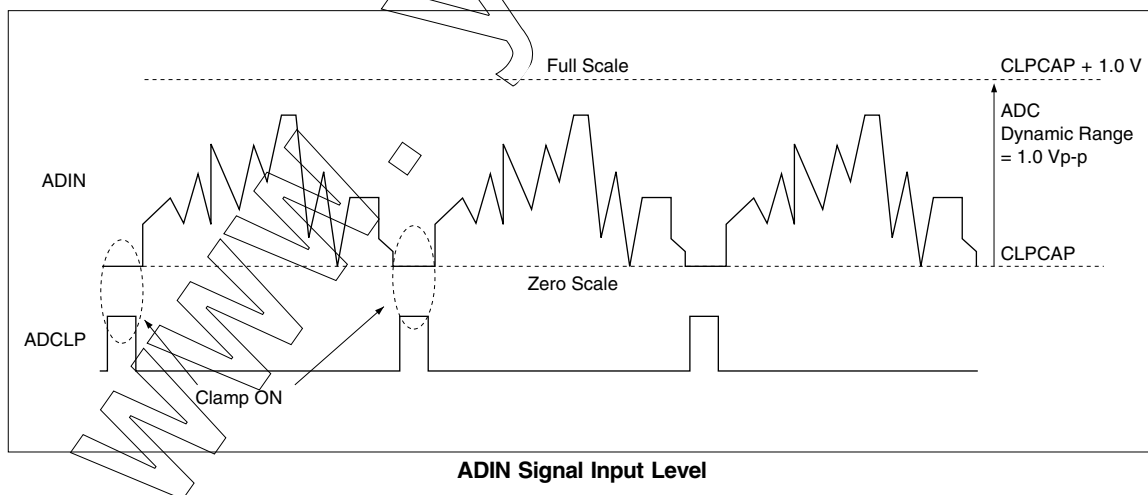 Full Scale
CLPCAP + 1.0 V
ADC
Dynamic Range
= 1.0 Vp-p
ADIN
CLPCAP
Zero Scale
ADCLP
Clamp ON
ADIN Signal Input Level
www.
y